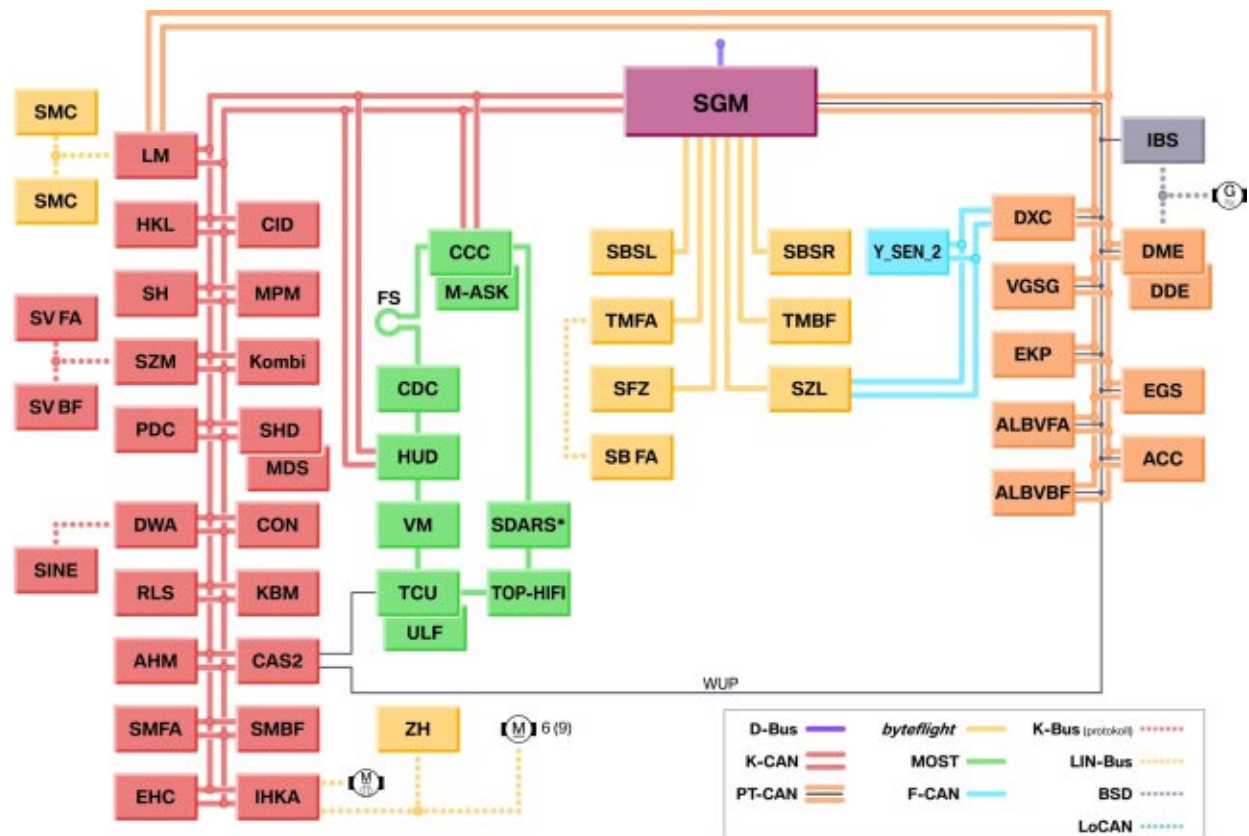 SGM
SMC
LM
IBS
SMC
G
HKL
CID
DXC
CCC
SBSL
SBSR
Y_SEN_2
DME
M-ASK
DDE
SH
MPM
VGSG
FS
SV FA
TMFA
TMBF
SZM
Kombi
EKP
CDC
SFZ
SZL
EGS
SV BF
PDC
SHD
ALBVFA
HUD
SB FA
ACC
MDS
ALBVBF
DWA
CON
VM
SDARS*
SINE
RLS
KBM
TCU
TOP-HIFI
ULF
AHM
CAS2
WUP
SMFA
SMBF
ZH
M 6 (9)
M
EHC
IHKA
D-Bus
byteflight
K-Bus (protokoll)
K-CAN
MOST
LIN-Bus
PT-CAN
F-CAN
BSD
LoCAN